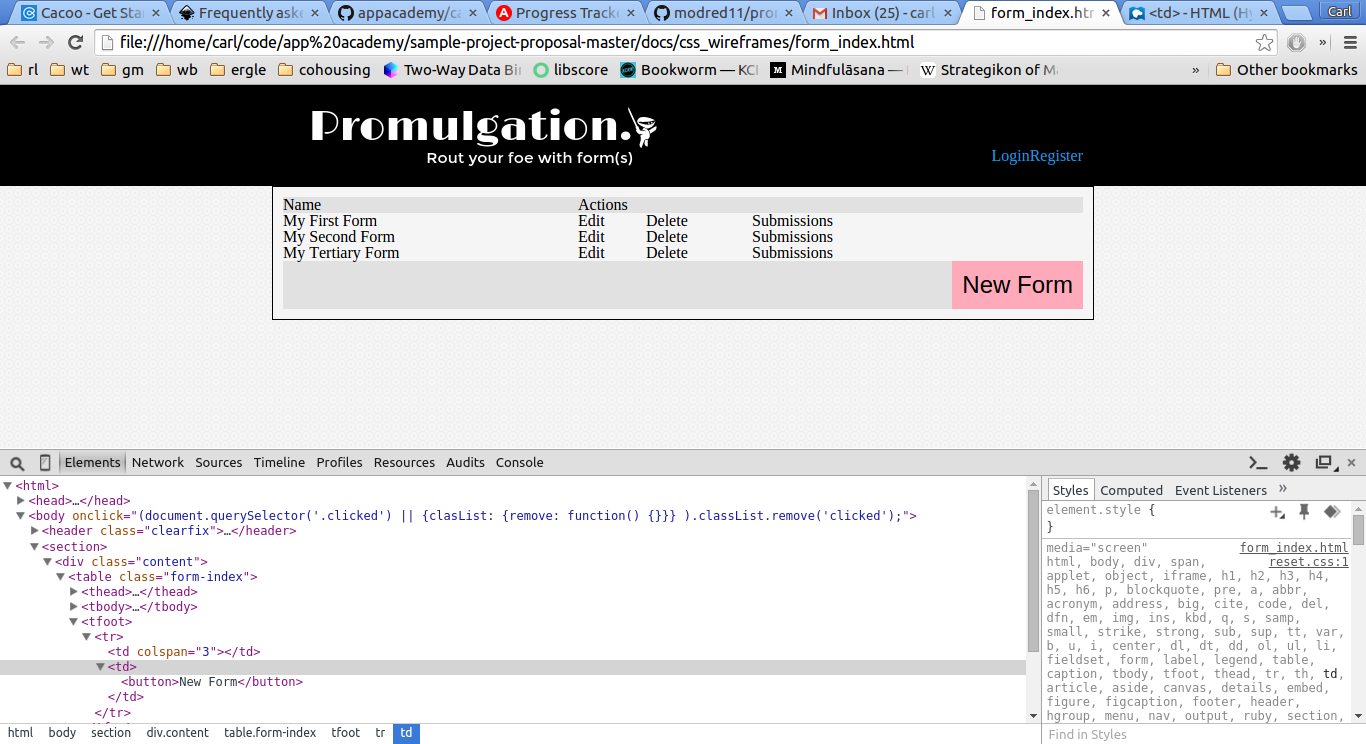 Cacoo - Get Sta
Frequently aske
appacademy/ca
Progress Track
modred11/pro
Inbox (25) - carl
form_index.htm
<td> - HTML (Hy
Carl
file:///home/carl/code/app%20academy/sample-project-proposal-master/docs/css_wireframes/form_index.html
»
rl wt gm wb ergle cohousing Two-Way Data Bi libscore Bookworm — KCI Mindfulāsana — Strategikon of Ma » Other bookmarks
Promulgation.
Rout your foe with form(s)
LoginRegister
Name Actions
My First Form Edit Delete Submissions
My Second Form Edit Delete Submissions
My Tertiary Form Edit Delete Submissions
New Form
Elements Network Sources Timeline Profiles Resources Audits Console
<html>
<head>…</head>
<body onclick="(document.querySelector('.clicked') || {clasList: {remove: function() {}}} ).classList.remove('clicked');">
<header class="clearfix">…</header>
<section>
<div class="content">
<table class="form-index">
<thead>…</thead>
<tbody>…</tbody>
<tfoot>
<tr>
<td colspan="3"></td>
<td>
<button>New Form</button>
</td>
</tr>
html body section div.content table.form-index tfoot tr td
Styles Computed Event Listeners »
element.style {
}
media="screen" form_index.html
html, body, div, span, reset.css:1
applet, object, iframe, h1, h2, h3, h4,
h5, h6, p, blockquote, pre, a, abbr,
acronym, address, big, cite, code, del,
dfn, em, img, ins, kbd, q, s, samp,
small, strike, strong, sub, sup, tt, var,
b, u, i, center, dl, dt, dd, ol, ul, li,
fieldset, form, label, legend, table,
caption, tbody, tfoot, thead, tr, th, td,
article, aside, canvas, details, embed,
figure, figcaption, footer, header,
hgroup, menu, nav, output, ruby, section,
Find in Styles